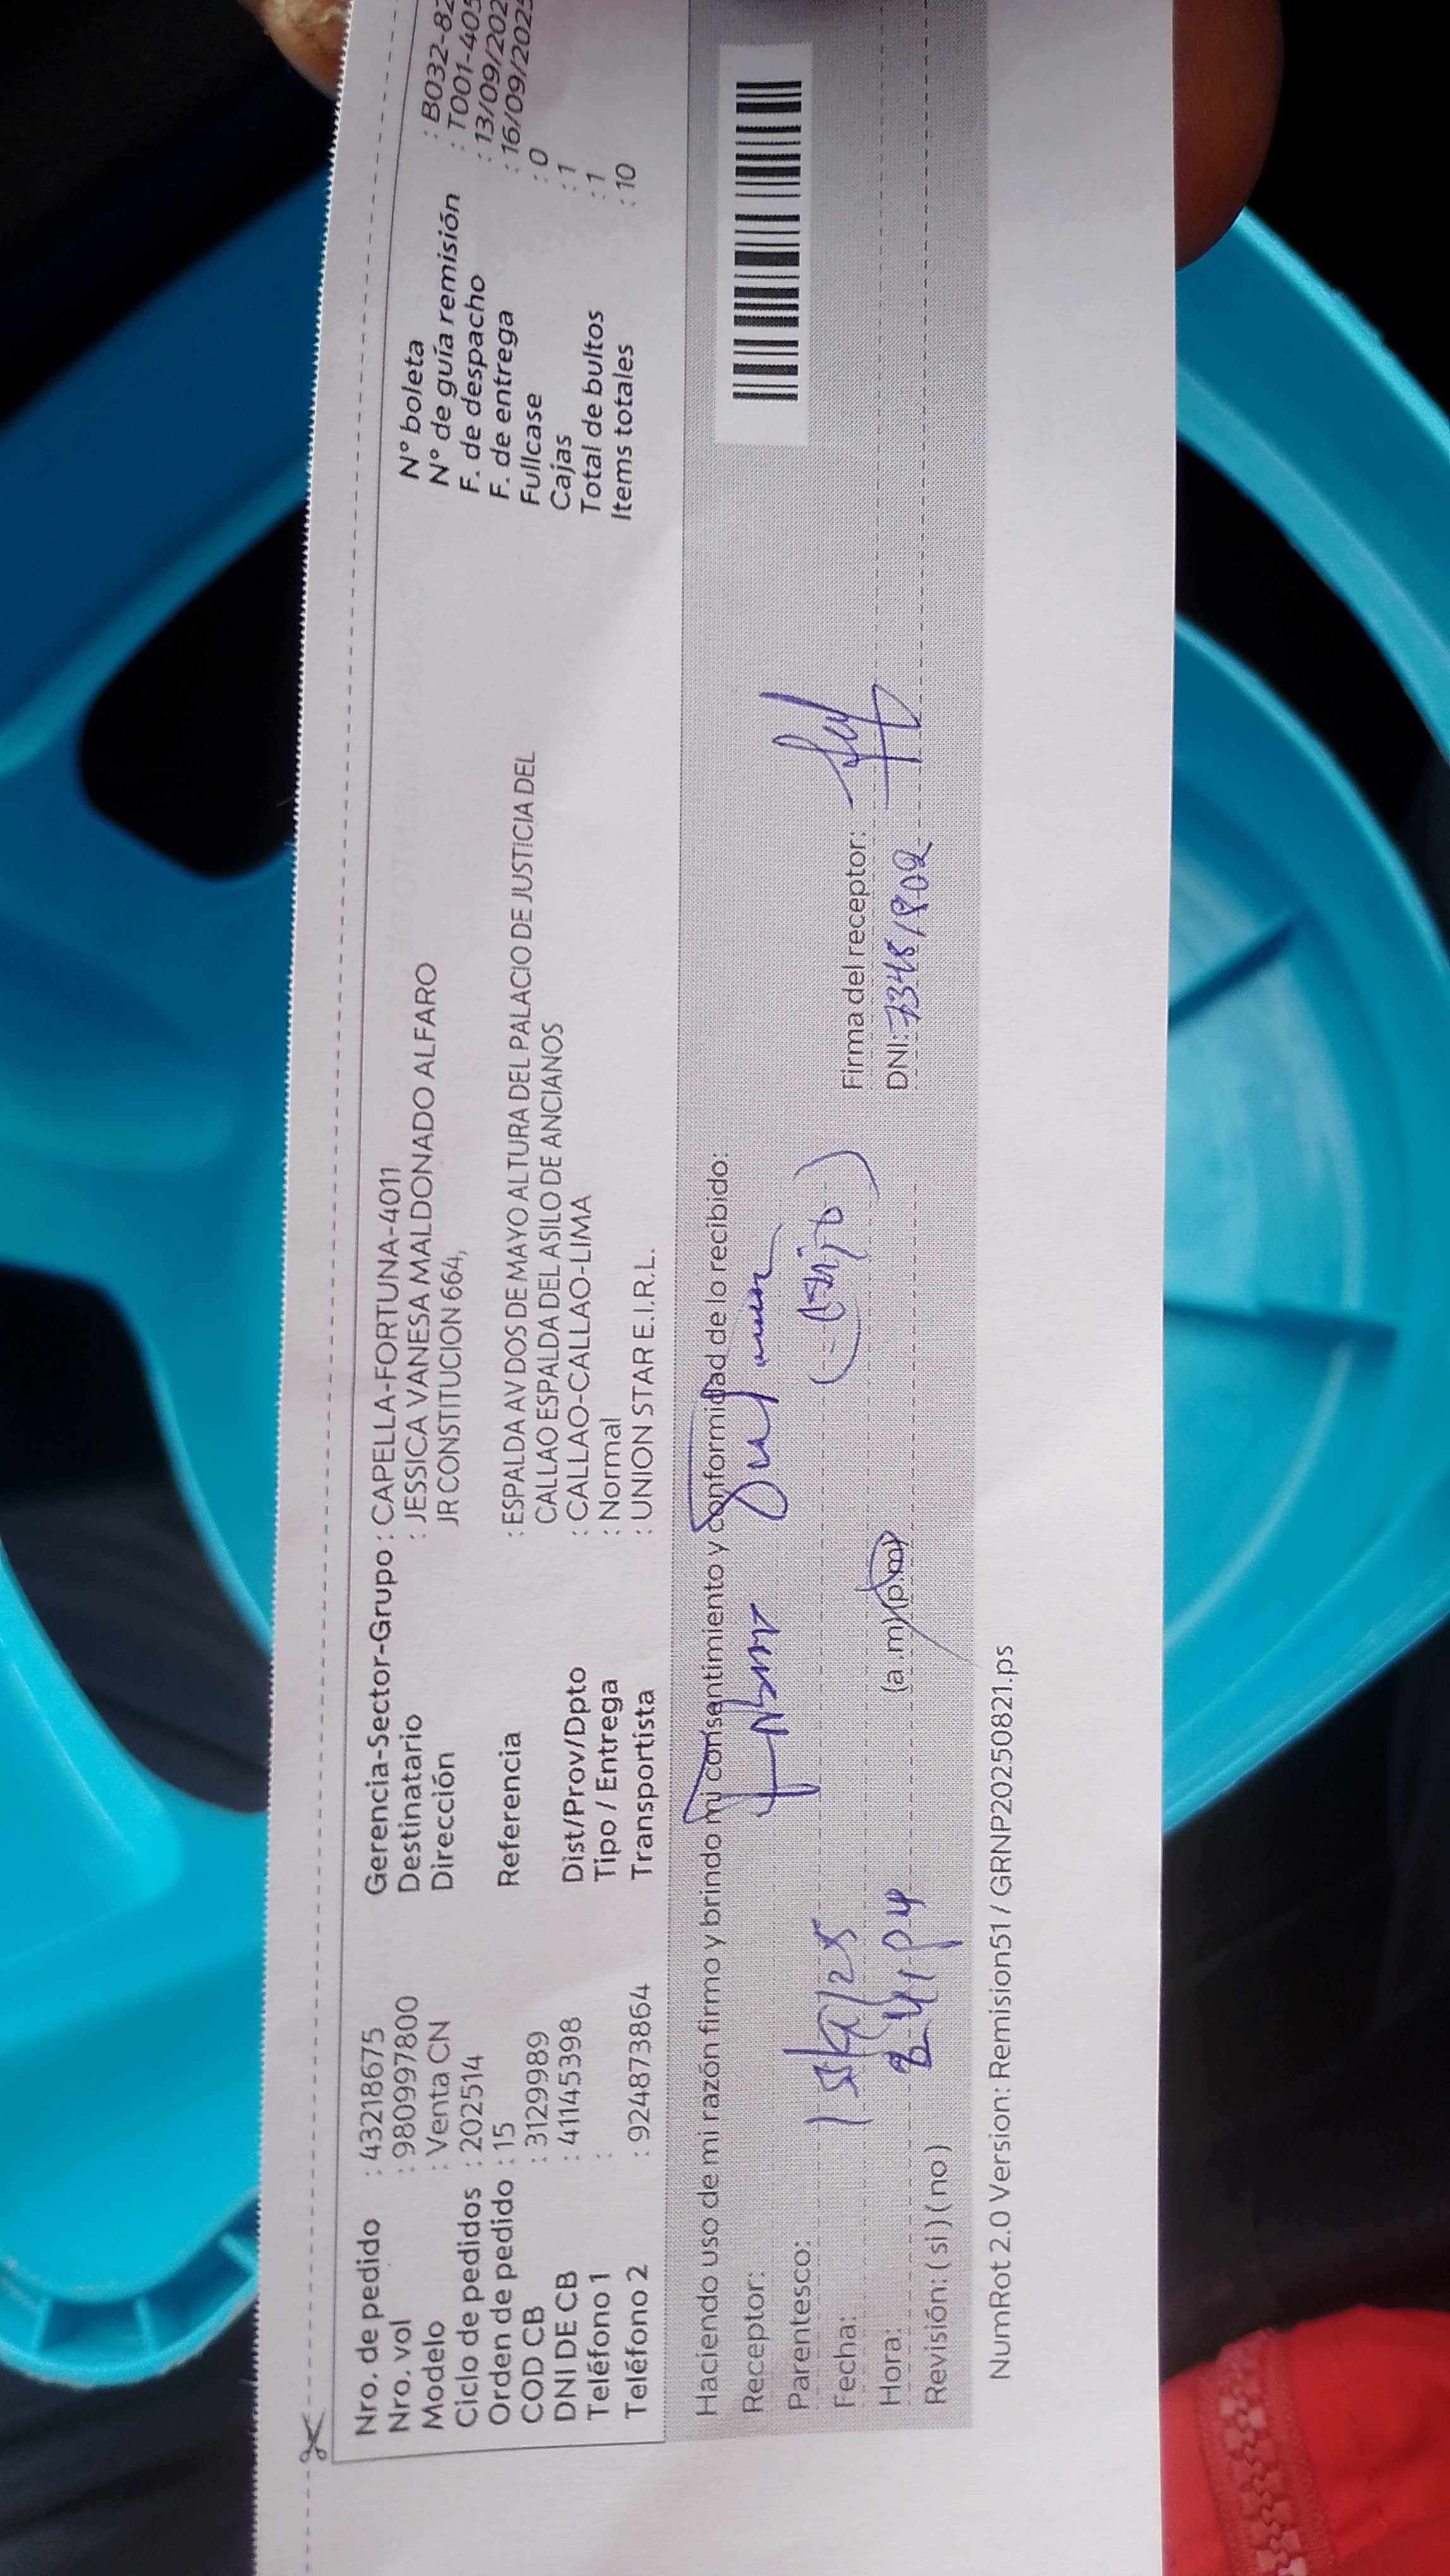 Nro. de pedido : 43218675
Nro. vol : 980997800
Modelo : Venta CN
Ciclo de pedidos : 202514
Orden de pedido : 15
COD CB : 3129989
DNI DE CB : 41145398
Teléfono 1 :
Teléfono 2 : 924873864
Gerencia-Sector-Grupo : CAPELLA-FORTUNA-4011
Destinatario : JESSICA VANESA MALDONADO ALFARO
Dirección JR CONSTITUCION 664,
Referencia : ESPALDA AV DOS DE MAYO ALTURA DEL PALACIO DE JUSTICIA DEL
CALLAO ESPALDA DEL ASILO DE ANCIANOS
Dist/Prov/Dpto : CALLAO-CALLAO-LIMA
Tipo / Entrega : Normal
Transportista : UNION STAR E.I.R.L.
N° boleta : B032-82
N° de guía remisión : T001-405
F. de despacho : 13/09/202
F. de entrega : 16/09/2025
Fullcase : 0
Cajas : 1
Total de bultos : 1
Items totales : 10
Haciendo uso de mi razón firmo y brindo mi consentimiento y conformidad de lo recibido:
Receptor:
Parentesco: (Hijo)
Fecha:
Hora: (a.m)(p.m)
Revisión: ( si ) ( no )
Firma del receptor:
DNI:
NumRot 2.0 Version: Remision51 / GRNP20250821.ps